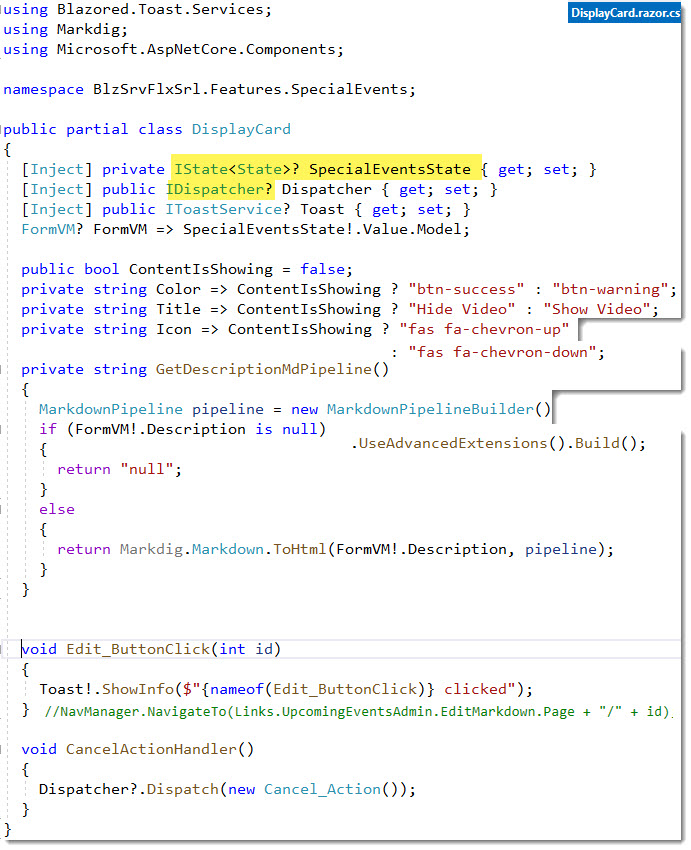 DisplayCard.razor.cs
using Blazored.Toast.Services;
using Markdig;
using Microsoft.AspNetCore.Components;

namespace BlzSrvFlxSrl.Features.SpecialEvents;

public partial class DisplayCard
{
  [Inject] private IState<State>? SpecialEventsState { get; set; }
  [Inject] public IDispatcher? Dispatcher { get; set; }
  [Inject] public IToastService? Toast { get; set; }
  FormVM? FormVM => SpecialEventsState!.Value.Model;

  public bool ContentIsShowing = false;
  private string Color => ContentIsShowing ? "btn-success" : "btn-warning";
  private string Title => ContentIsShowing ? "Hide Video" : "Show Video";
  private string Icon => ContentIsShowing ? "fas fa-chevron-up"
                                          : "fas fa-chevron-down";
  private string GetDescriptionMdPipeline()
  {
    MarkdownPipeline pipeline = new MarkdownPipelineBuilder()
    if (FormVM!.Description is null)
                                     .UseAdvancedExtensions().Build();
    {
      return "null";
    }
    else
    {
      return Markdig.Markdown.ToHtml(FormVM!.Description, pipeline);
    }
  }

  void Edit_ButtonClick(int id)
  {
    Toast!.ShowInfo($"{nameof(Edit_ButtonClick)} clicked");
  } //NavManager.NavigateTo(Links.UpcomingEventsAdmin.EditMarkdown.Page + "/" + id)

  void CancelActionHandler()
  {
    Dispatcher?.Dispatch(new Cancel_Action());
  }
}